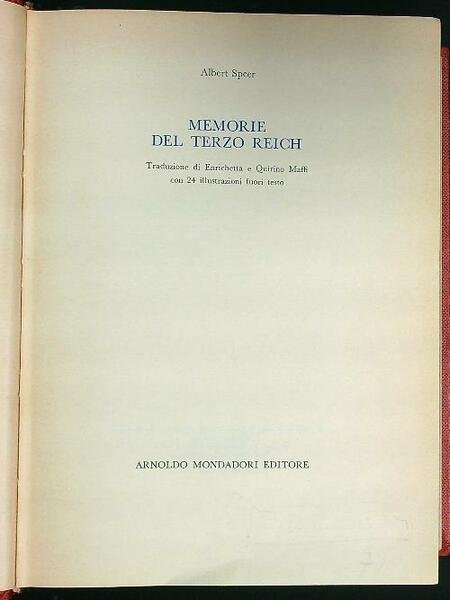 Albert Speer
MEMORIE
DEL TERZO REICH
Traduzione di Enrichetta e Quirino Maffi
con 24 illustrazioni fuori testo
ARNOLDO MONDADORI EDITORE